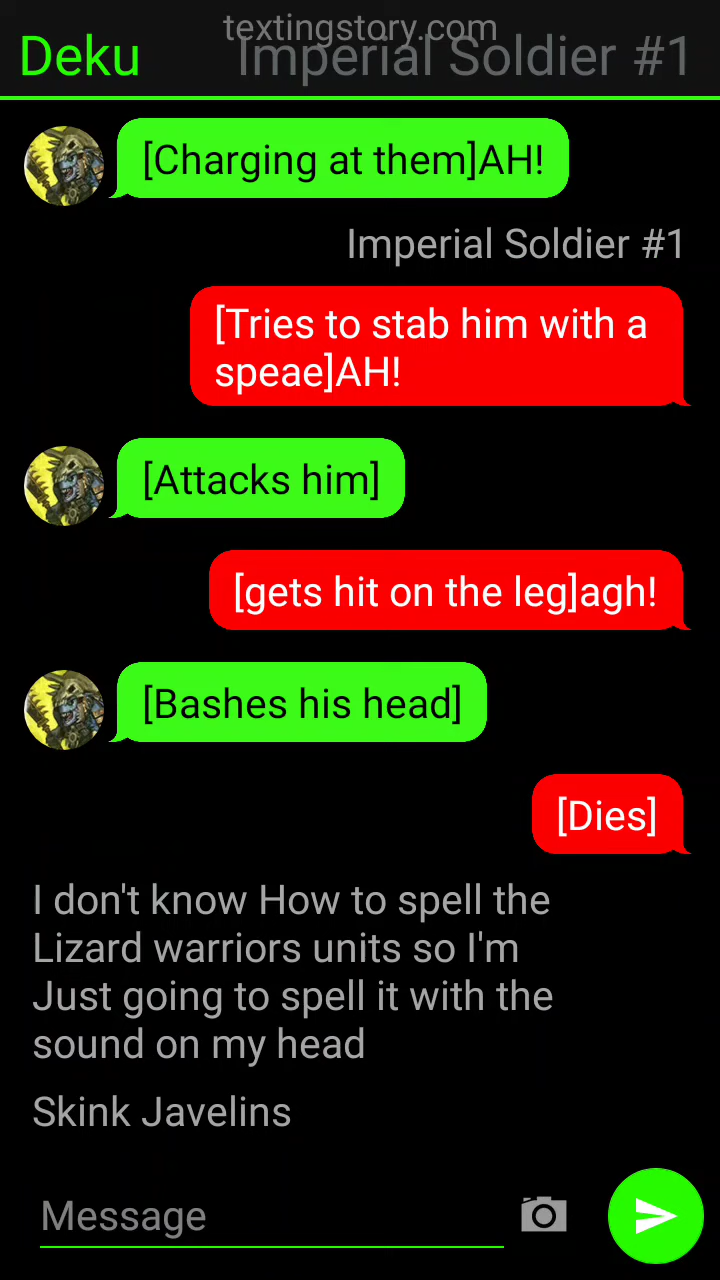 textingstory.com
Deku
Imperial Soldier #1
[Charging at them]AH!
Imperial Soldier #1
[Tries to stab him with a
speae]AH!
[Attacks him]
[gets hit on the leg]agh!
[Bashes his head]
[Dies]
I don't know How to spell the
Lizard warriors units so I'm
Just going to spell it with the
sound on my head
Skink Javelins
Message